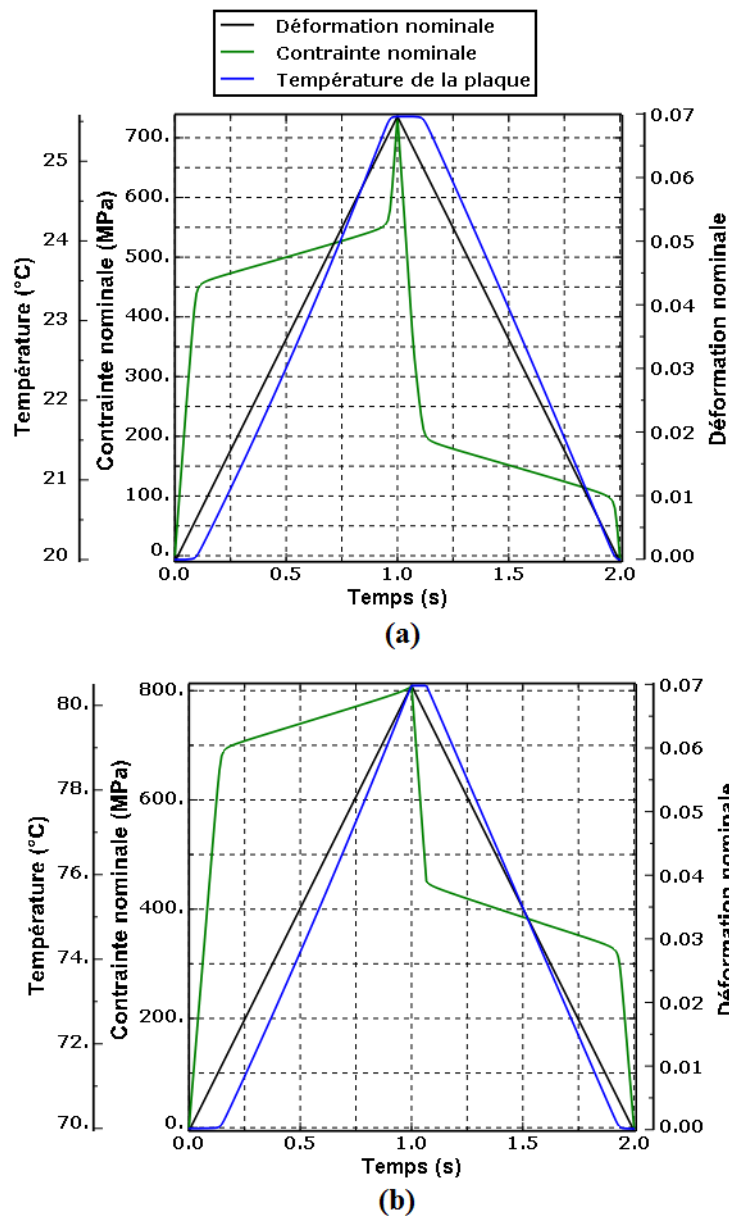 Déformation nominale
Contrainte nominale
Température de la plaque
Température (°C)
25
24
23
22
21
20
Contrainte nominale (MPa)
700.
600.
500.
400.
300.
200.
100.
0.
0.07
0.06
0.05
0.04
0.03
0.02
0.01
0.00
Déformation nominale
0.0 0.5 1.0 1.5 2.0
Temps (s)
(a)
Température (°C)
80.
78.
76.
74.
72.
70.
Contrainte nominale (MPa)
800.
600.
400.
200.
0.
0.07
0.06
0.05
0.04
0.03
0.02
0.01
0.00
Déformation nominale
0.0 0.5 1.0 1.5 2.0
Temps (s)
(b)